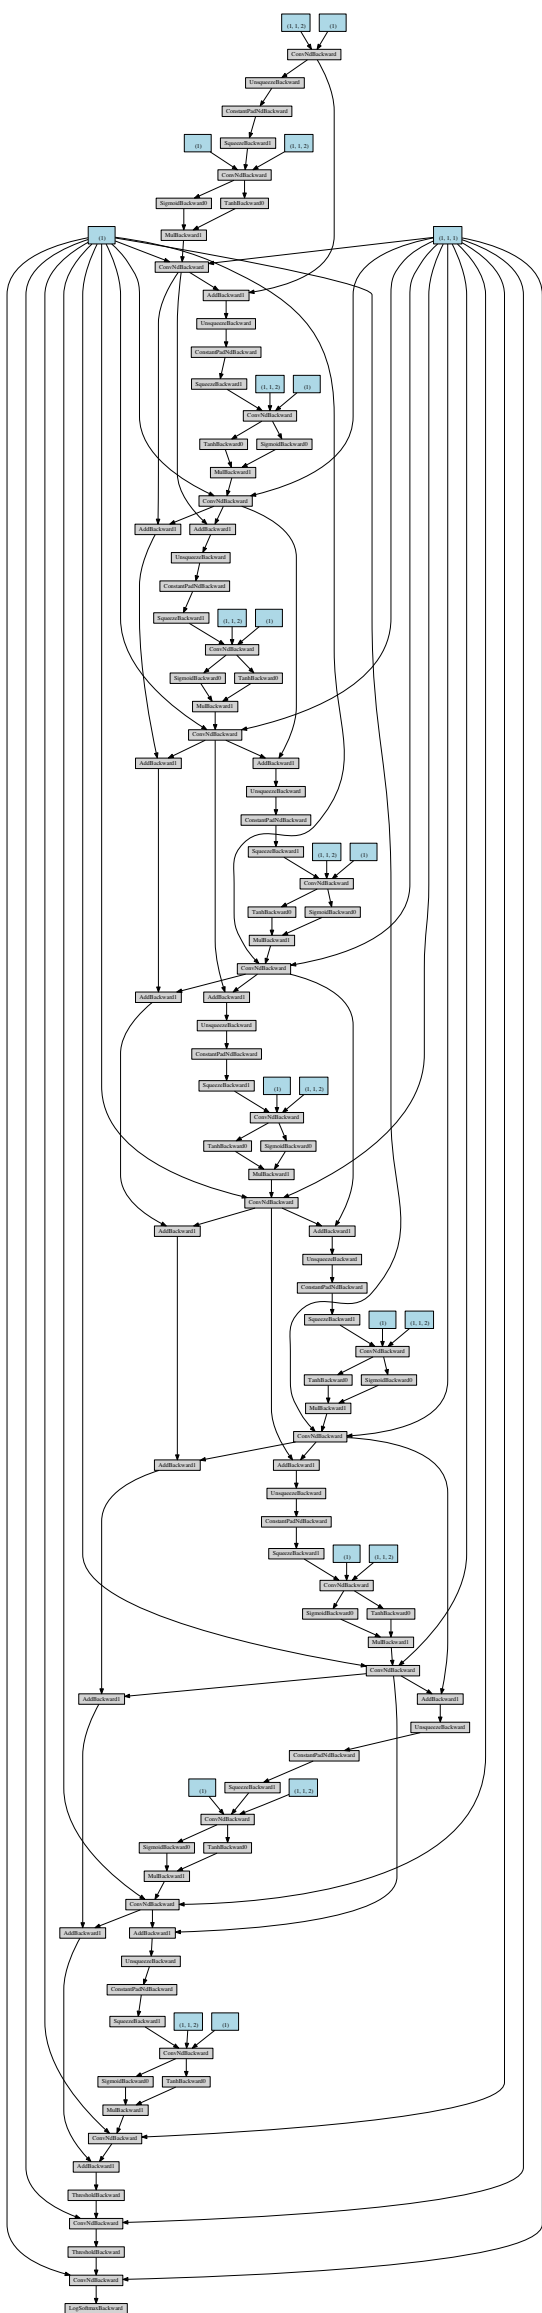 (1, 1, 2) (1)
ConvNdBackward
UnsqueezeBackward
ConstantPadNdBackward
SqueezeBackward1
(1) (1, 1, 2)
ConvNdBackward
SigmoidBackward0 TanhBackward0
MulBackward1
(1) (1, 1, 1)
ConvNdBackward
AddBackward1
UnsqueezeBackward
ConstantPadNdBackward
SqueezeBackward1 (1, 1, 2) (1)
ConvNdBackward
TanhBackward0 SigmoidBackward0
MulBackward1
ConvNdBackward
AddBackward1 AddBackward1
UnsqueezeBackward
ConstantPadNdBackward
SqueezeBackward1 (1, 1, 2) (1)
ConvNdBackward
SigmoidBackward0 TanhBackward0
MulBackward1
ConvNdBackward
AddBackward1 AddBackward1
UnsqueezeBackward
ConstantPadNdBackward
SqueezeBackward1 (1, 1, 2) (1)
ConvNdBackward
TanhBackward0 SigmoidBackward0
MulBackward1
ConvNdBackward
AddBackward1 AddBackward1
UnsqueezeBackward
ConstantPadNdBackward
SqueezeBackward1 (1) (1, 1, 2)
ConvNdBackward
TanhBackward0 SigmoidBackward0
MulBackward1
ConvNdBackward
AddBackward1 AddBackward1
UnsqueezeBackward
ConstantPadNdBackward
SqueezeBackward1 (1) (1, 1, 2)
ConvNdBackward
TanhBackward0 SigmoidBackward0
MulBackward1
ConvNdBackward
AddBackward1 AddBackward1
UnsqueezeBackward
ConstantPadNdBackward
SqueezeBackward1 (1) (1, 1, 2)
ConvNdBackward
SigmoidBackward0 TanhBackward0
MulBackward1
ConvNdBackward
AddBackward1 AddBackward1
UnsqueezeBackward
ConstantPadNdBackward
(1) SqueezeBackward1 (1, 1, 2)
ConvNdBackward
SigmoidBackward0 TanhBackward0
MulBackward1
ConvNdBackward
AddBackward1 AddBackward1
UnsqueezeBackward
ConstantPadNdBackward
SqueezeBackward1 (1, 1, 2) (1)
ConvNdBackward
SigmoidBackward0 TanhBackward0
MulBackward1
ConvNdBackward
AddBackward1
ThresholdBackward
ConvNdBackward
ThresholdBackward
ConvNdBackward
LogSoftmaxBackward